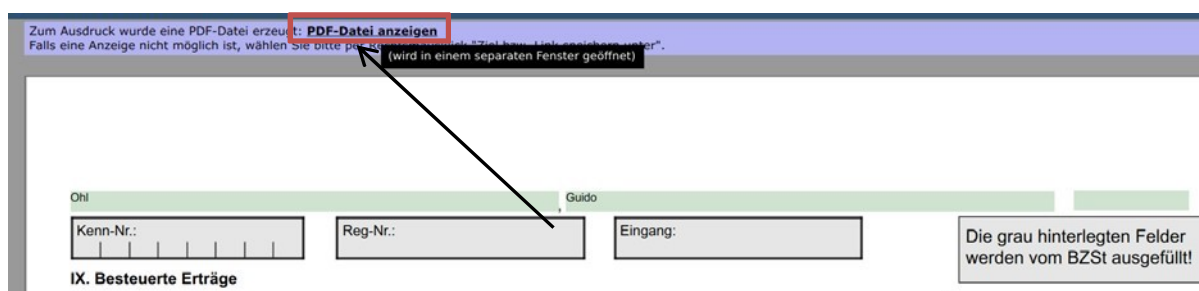 Zum Ausdruck wurde eine PDF-Datei erzeugt: PDF-Datei anzeigen
Falls eine Anzeige nicht möglich ist, wählen Sie bitte per "Ziel bzw. Link speichern unter".
(wird in einem separaten Fenster geöffnet)
Ohl , Guido
Kenn-Nr.: Reg-Nr.: Eingang:
Die grau hinterlegten Felder
werden vom BZSt ausgefüllt!
IX. Besteuerte Erträge